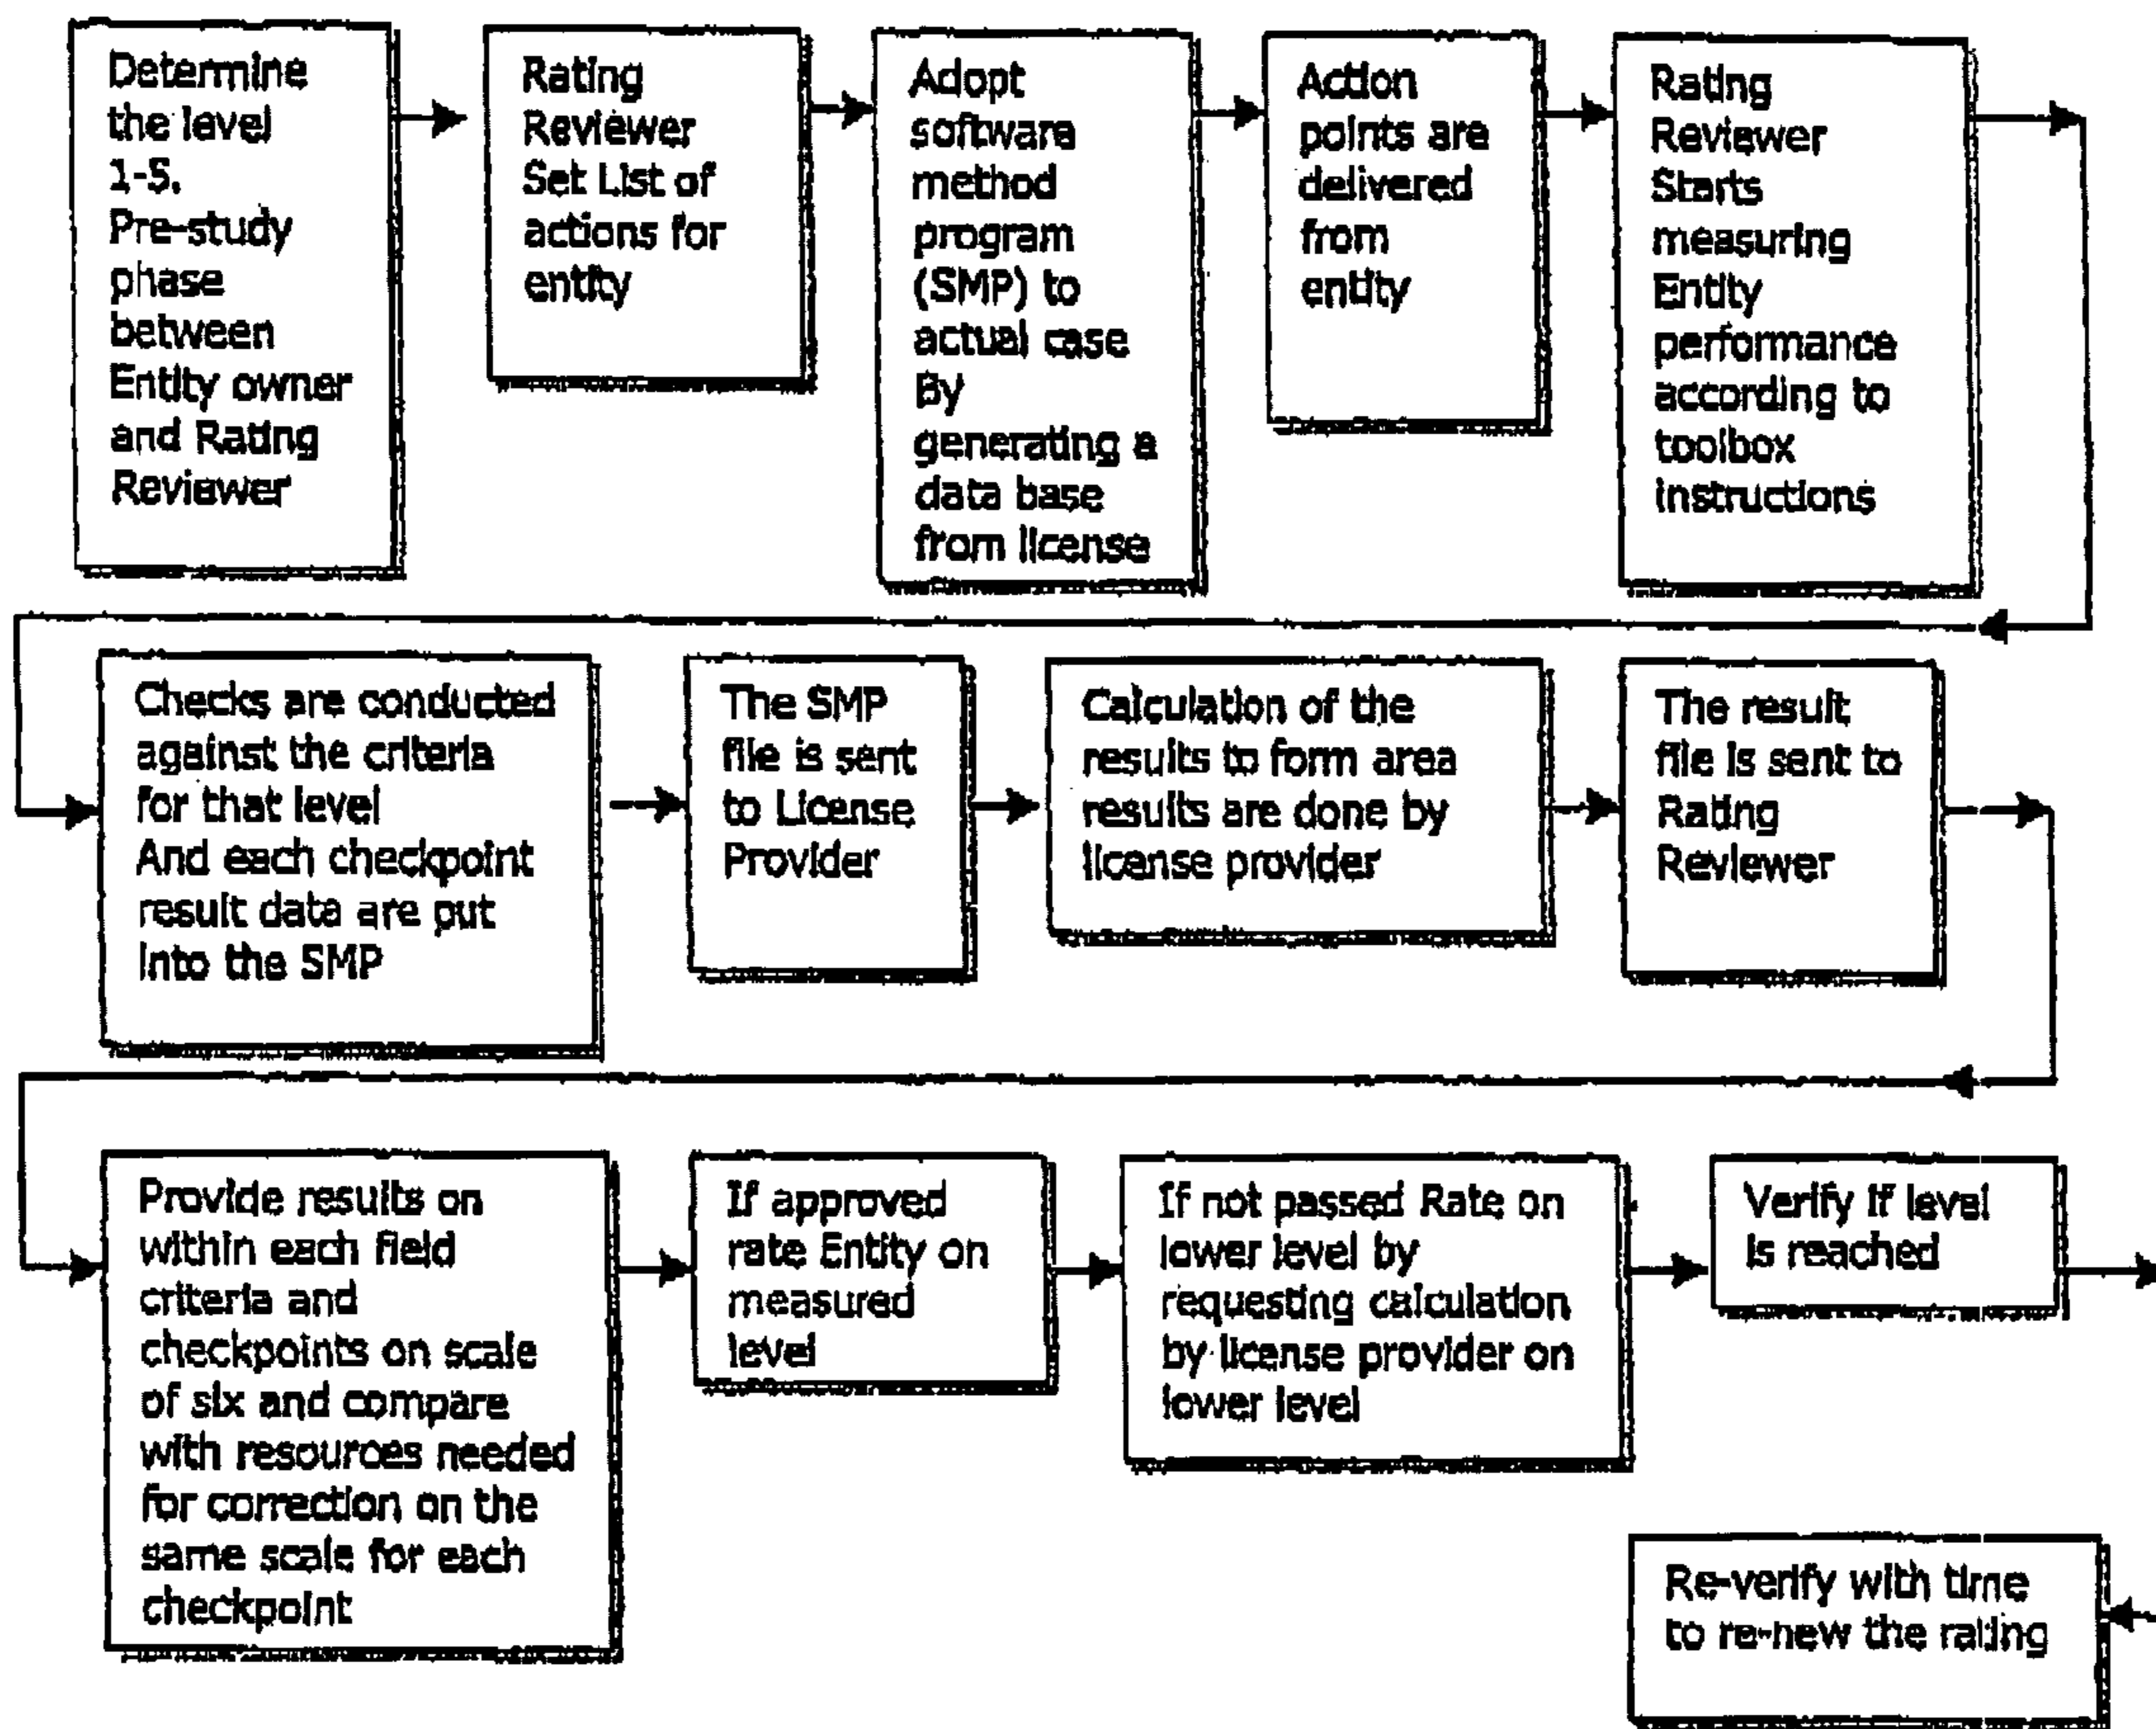 Determine
the level
1-5.
Pre-study
phase
between
Entity owner
and Rating
Reviewer
Rating
Reviewer
Set List of
actions for
entity
Adopt
software
method
program
(SMP) to
actual case
By
generating a
data base
from license
Action
points are
delivered
from
entity
Rating
Reviewer
Starts
measuring
Entity
performance
according to
toolbox
instructions
Checks are conducted
against the criteria
for that level
And each checkpoint
result data are put
into the SMP
The SMP
file is sent
to License
Provider
Calculation of the
results to form area
results are done by
license provider
The result
file is sent to
Rating
Reviewer
Provide results on
within each field
criteria and
checkpoints on scale
of six and compare
with resources needed
for correction on the
same scale for each
checkpoint
If approved
rate Entity on
measured
level
If not passed Rate on
lower level by
requesting calculation
by license provider on
lower level
Verify if level
is reached
Re-verify with time
to re-new the rating